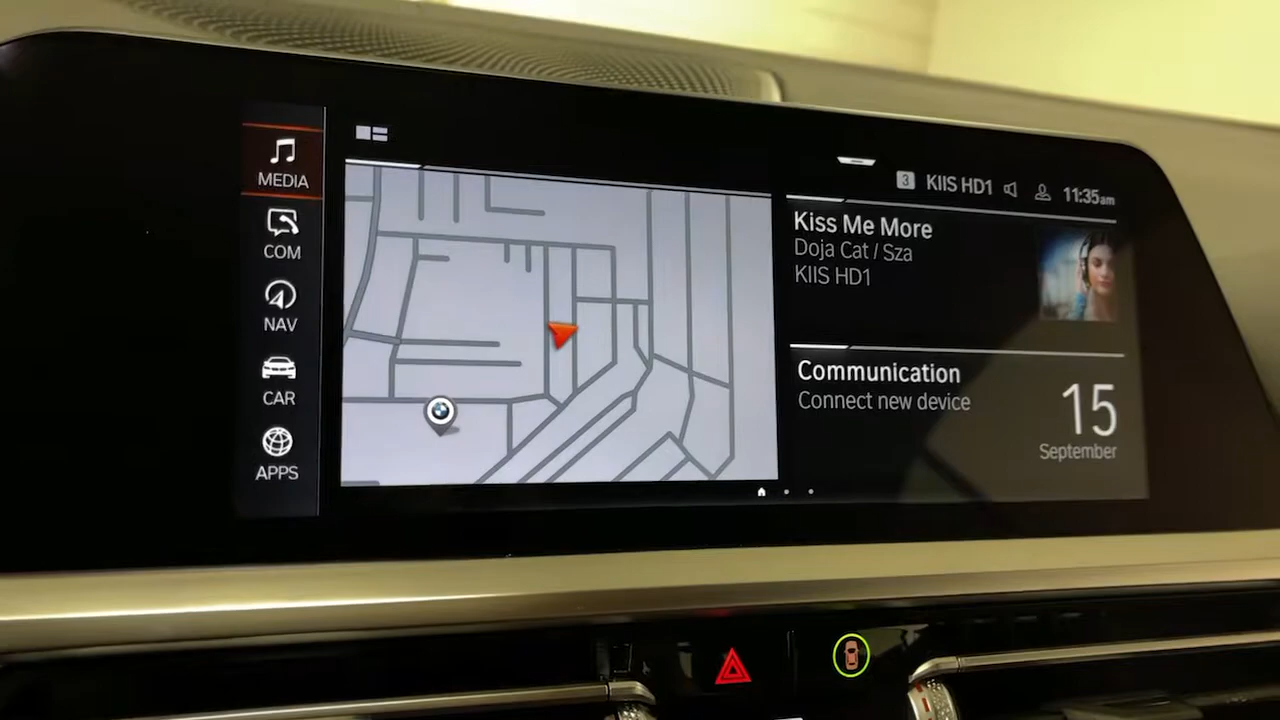 MEDIA
COM
NAV
CAR
APPS
3 KIIS HD1 11:35am
Kiss Me More
Doja Cat / Sza
KIIS HD1
Communication
Connect new device
15
September